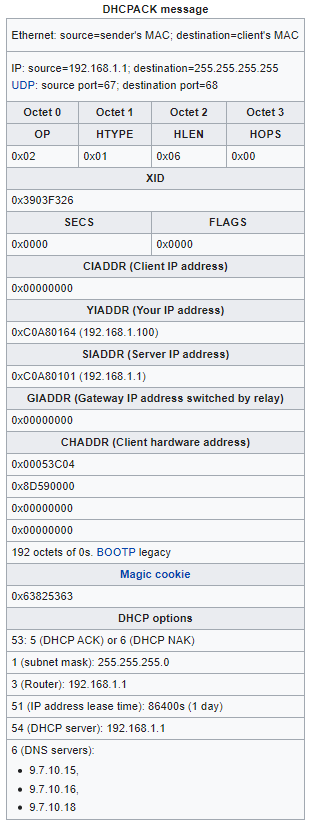 DHCPACK message
Ethernet: source=sender's MAC; destination=client's MAC
IP: source=192.168.1.1; destination=255.255.255.255
UDP: source port=67; destination port=68
Octet 0 Octet 1 Octet 2 Octet 3
OP HTYPE HLEN HOPS
0x02 0x01 0x06 0x00
XID
0x3903F326
SECS FLAGS
0x0000 0x0000
CIADDR (Client IP address)
0x00000000
YIADDR (Your IP address)
0xC0A80164 (192.168.1.100)
SIADDR (Server IP address)
0xC0A80101 (192.168.1.1)
GIADDR (Gateway IP address switched by relay)
0x00000000
CHADDR (Client hardware address)
0x00053C04
0x8D590000
0x00000000
0x00000000
192 octets of 0s. BOOTP legacy
Magic cookie
0x63825363
DHCP options
53: 5 (DHCP ACK) or 6 (DHCP NAK)
1 (subnet mask): 255.255.255.0
3 (Router): 192.168.1.1
51 (IP address lease time): 86400s (1 day)
54 (DHCP server): 192.168.1.1
6 (DNS servers):
• 9.7.10.15,
• 9.7.10.16,
• 9.7.10.18